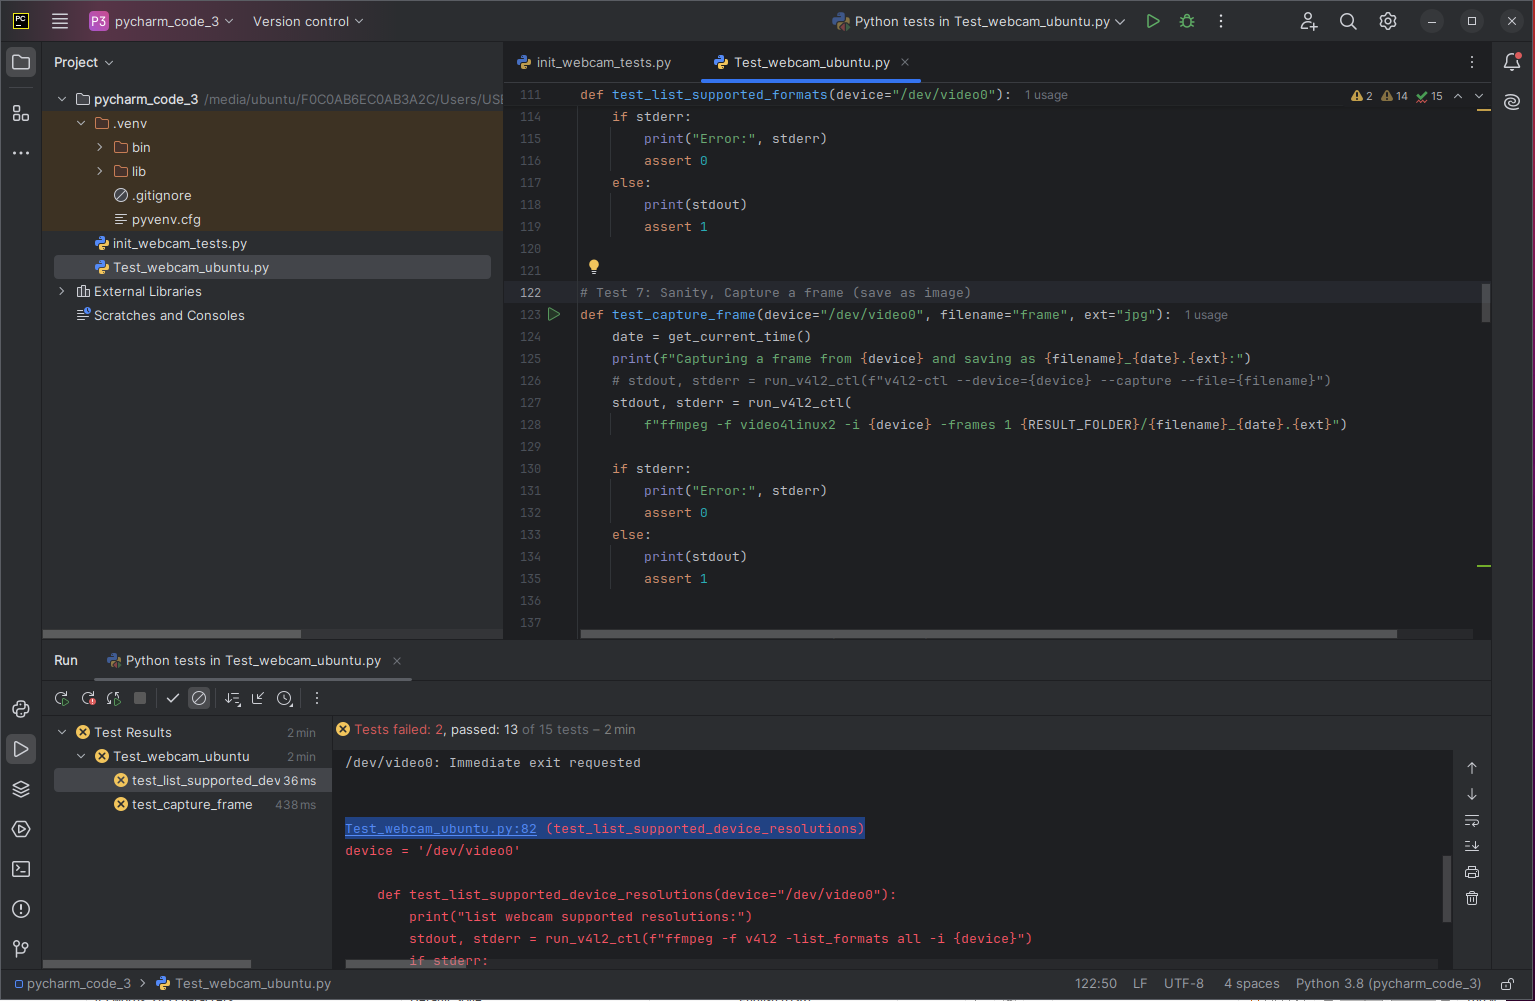 PC P3 pycharm_code_3 Version control Python tests in Test_webcam_ubuntu.py
Project
init_webcam_tests.py Test_webcam_ubuntu.py
pycharm_code_3 /media/ubuntu/F0C0AB6EC0AB3A2C/Users/USE
.venv
bin
lib
.gitignore
pyvenv.cfg
init_webcam_tests.py
Test_webcam_ubuntu.py
External Libraries
Scratches and Consoles
111 def test_list_supported_formats(device="/dev/video0"): 1 usage 2 14 15
114 if stderr:
115 print("Error:", stderr)
116 assert 0
117 else:
118 print(stdout)
119 assert 1
120
121
122 # Test 7: Sanity, Capture a frame (save as image)
123 def test_capture_frame(device="/dev/video0", filename="frame", ext="jpg"): 1 usage
124 date = get_current_time()
125 print(f"Capturing a frame from {device} and saving as {filename}_{date}.{ext}:")
126 # stdout, stderr = run_v4l2_ctl(f"v4l2-ctl --device={device} --capture --file={filename}")
127 stdout, stderr = run_v4l2_ctl(
128 f"ffmpeg -f video4linux2 -i {device} -frames 1 {RESULT_FOLDER}/{filename}_{date}.{ext}")
129
130 if stderr:
131 print("Error:", stderr)
132 assert 0
133 else:
134 print(stdout)
135 assert 1
136
137
Run Python tests in Test_webcam_ubuntu.py
Test Results 2 min
Test_webcam_ubuntu 2 min
test_list_supported_dev 36 ms
test_capture_frame 438 ms
Tests failed: 2, passed: 13 of 15 tests – 2 min
/dev/video0: Immediate exit requested
Test_webcam_ubuntu.py:82 (test_list_supported_device_resolutions)
device = '/dev/video0'
def test_list_supported_device_resolutions(device="/dev/video0"):
print("list webcam supported resolutions:")
stdout, stderr = run_v4l2_ctl(f"ffmpeg -f v4l2 -list_formats all -i {device}")
if stderr:
pycharm_code_3 Test_webcam_ubuntu.py 122:50 LF UTF-8 4 spaces Python 3.8 (pycharm_code_3)